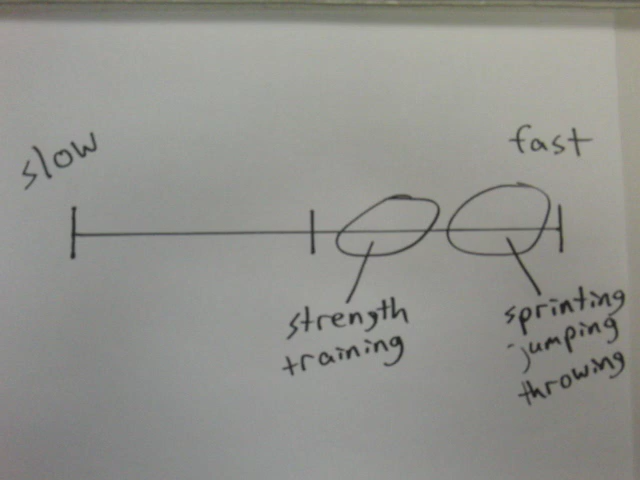 slow
fast
strength
training
sprinting
jumping
throwing